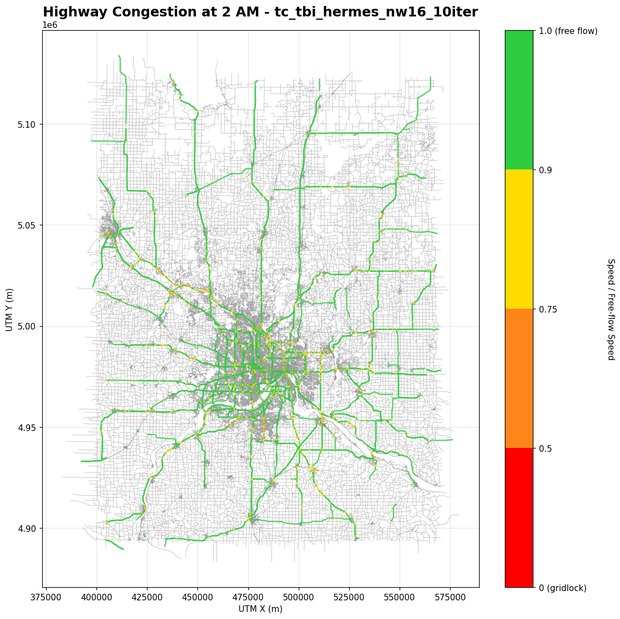 Highway Congestion at 2 AM - tc_tbi_hermes_nw16_10iter
1e6
5.10
5.05
5.00
4.95
4.90
UTM Y (m)
375000 400000 425000 450000 475000 500000 525000 550000 575000
UTM X (m)
1.0 (free flow)
0.9
0.75
0.5
0 (gridlock)
Speed / Free-flow Speed